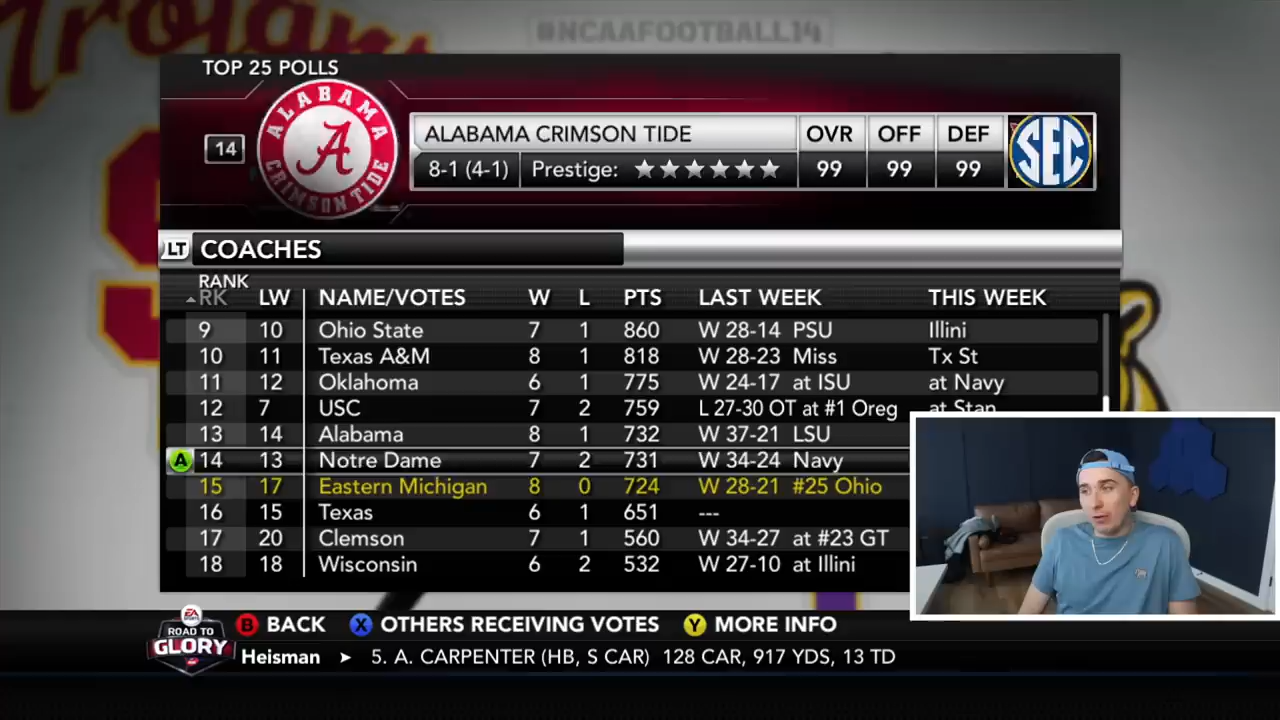 Trojans
#NCAAFOOTBALL14
TOP 25 POLLS
14
ALABAMA CRIMSON TIDE
ALABAMA CRIMSON TIDE OVR OFF DEF
8-1 (4-1) Prestige: 99 99 99
SEC
LT COACHES
RANK
RK LW NAME/VOTES W L PTS LAST WEEK THIS WEEK
9 10 Ohio State 7 1 860 W 28-14 PSU Illini
10 11 Texas A&M 8 1 818 W 28-23 Miss Tx St
11 12 Oklahoma 6 1 775 W 24-17 at ISU at Navy
12 7 USC 7 2 759 L 27-30 OT at #1 Oreg at Stan
13 14 Alabama 8 1 732 W 37-21 LSU
A 14 13 Notre Dame 7 2 731 W 34-24 Navy
15 17 Eastern Michigan 8 0 724 W 28-21 #25 Ohio
16 15 Texas 6 1 651 ---
17 20 Clemson 7 1 560 W 34-27 at #23 GT
18 18 Wisconsin 6 2 532 W 27-10 at Illini
EA
SPORTS
ROAD TO
GLORY
B BACK X OTHERS RECEIVING VOTES Y MORE INFO
Heisman 5. A. CARPENTER (HB, S CAR) 128 CAR, 917 YDS, 13 TD